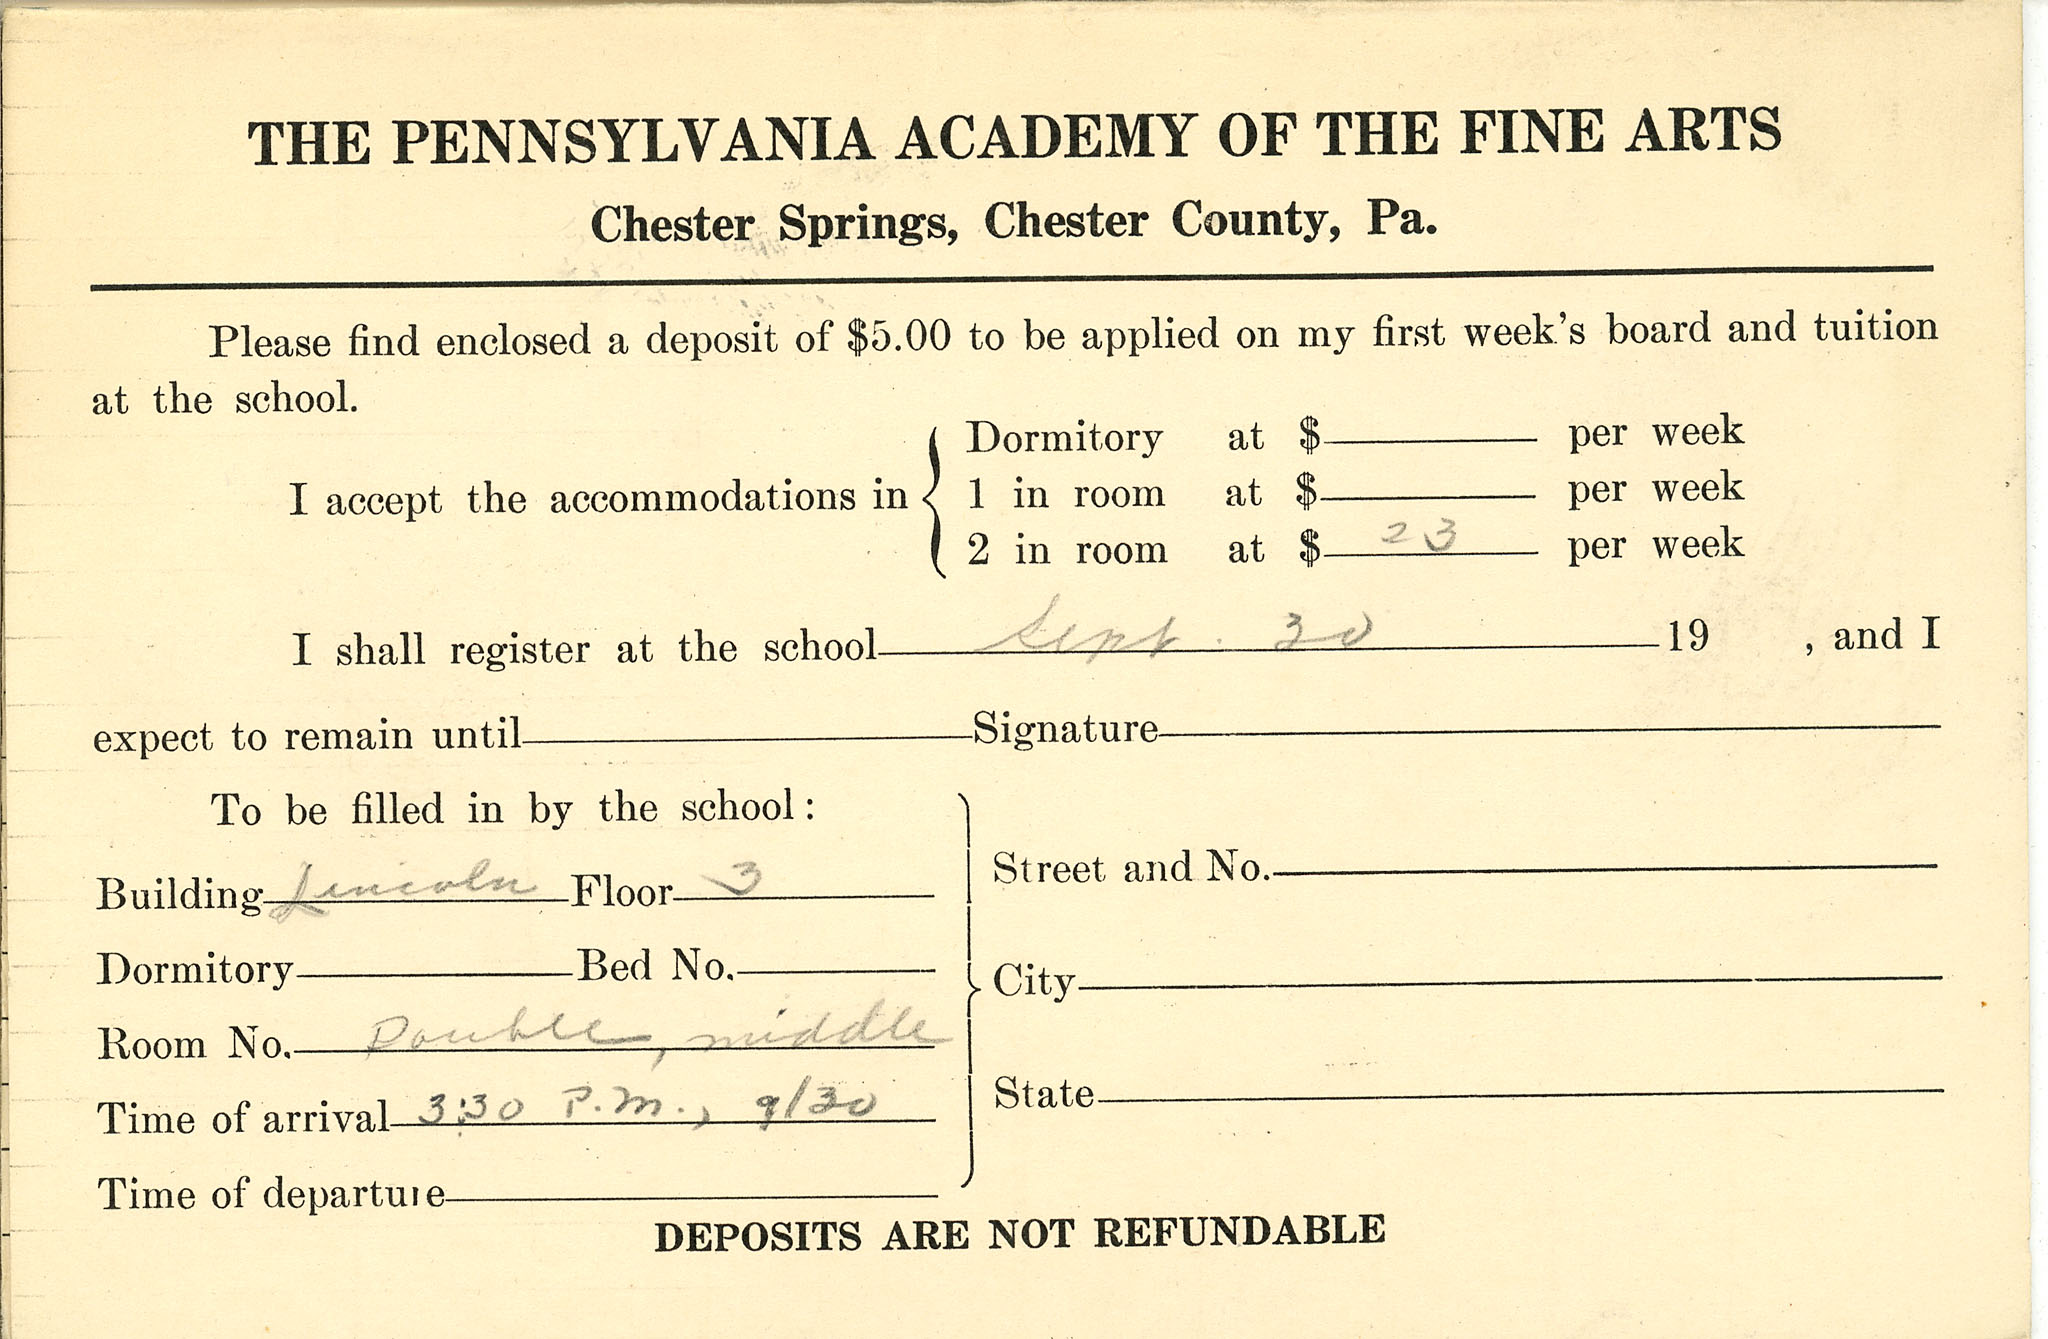 THE PENNSYLVANIA ACADEMY OF THE FINE ARTS
Chester Springs, Chester County, Pa.
Please find enclosed a deposit of $5.00 to be applied on my first week's board and tuition
at the school.
Dormitory at $ per week
I accept the accommodations in 1 in room at $ per week
2 in room at $ 23 per week
I shall register at the school Sept. 30 19 , and I
expect to remain until Signature
To be filled in by the school:
Building Lincoln Floor 3
Street and No.
Dormitory Bed No.
City
Room No. Double, middle
State
Time of arrival 3:30 P.M., 9/30
Time of departure
DEPOSITS ARE NOT REFUNDABLE